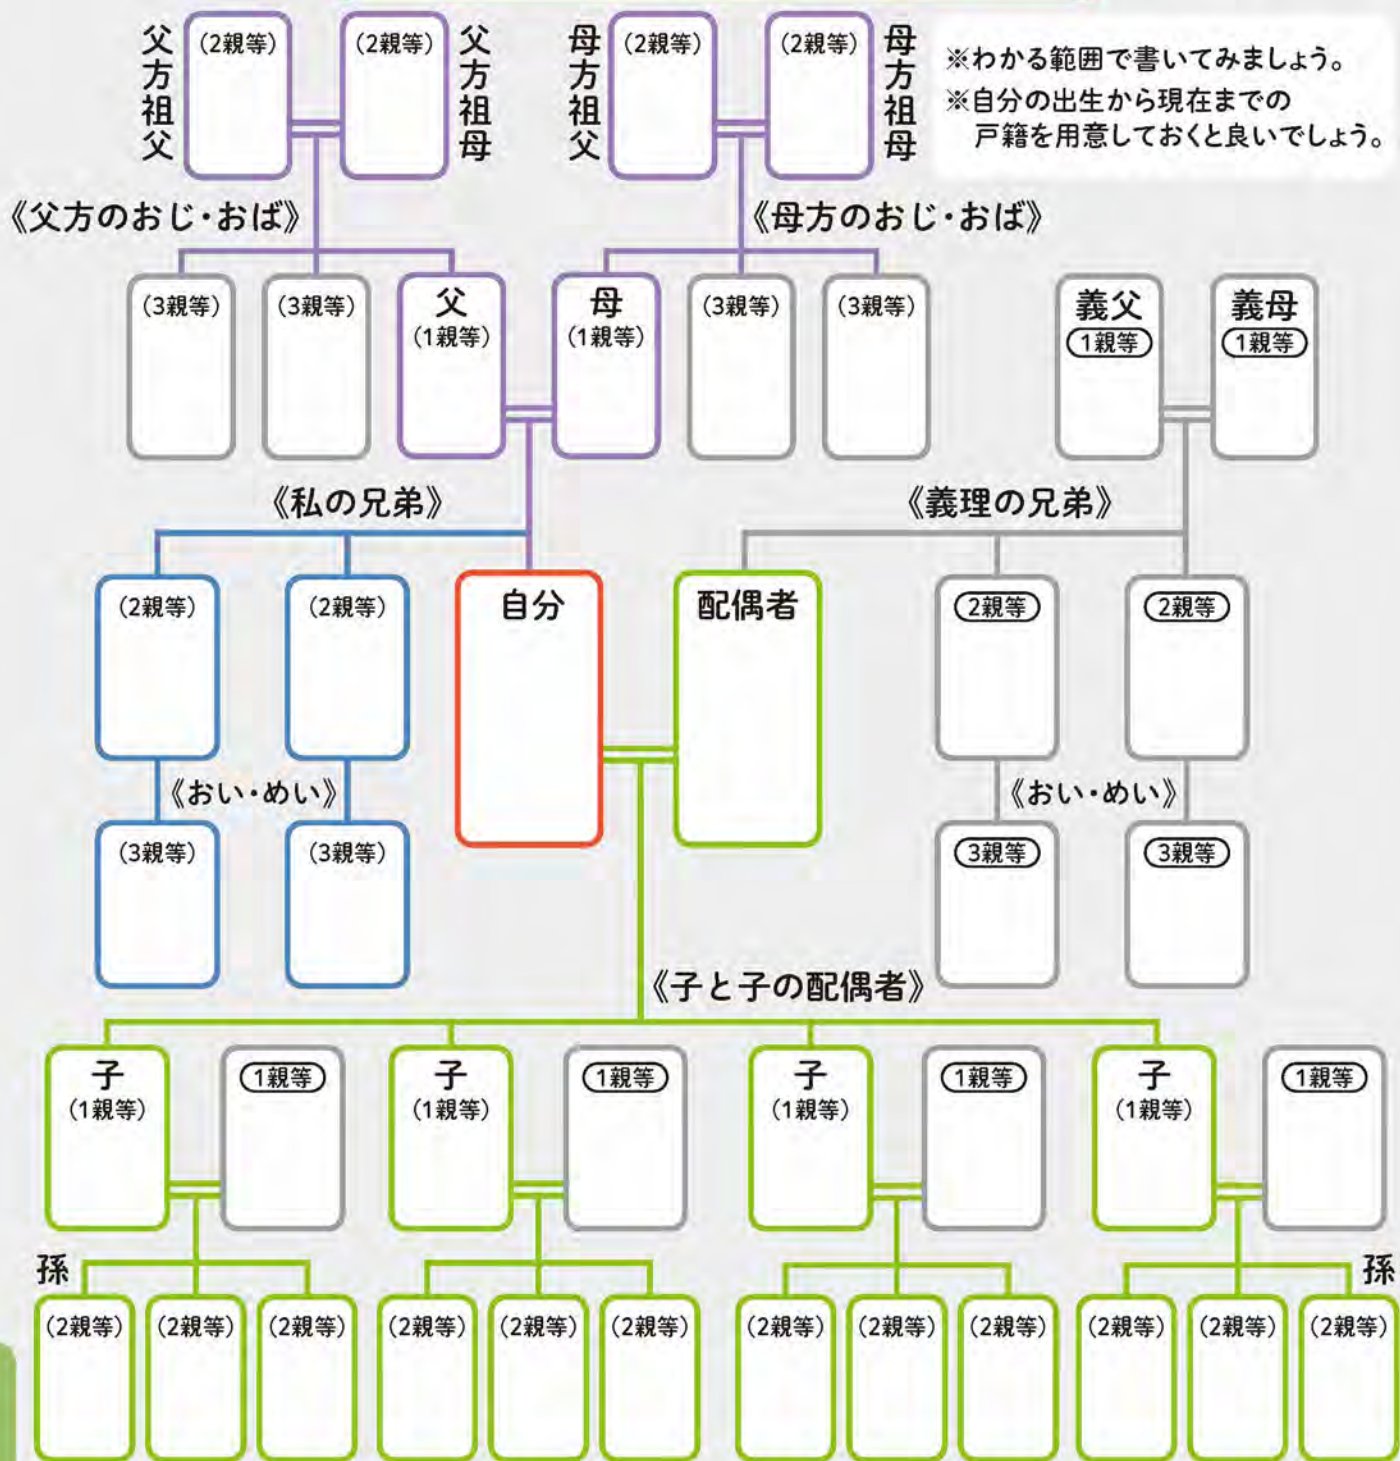 父方祖父
(2親等)
(2親等)
父方祖母
母方祖父
(2親等)
(2親等)
母方祖母
※わかる範囲で書いてみましょう。
※自分の出生から現在までの
戸籍を用意しておくと良いでしょう。
《父方のおじ・おば》
《母方のおじ・おば》
(3親等)
(3親等)
父
(1親等)
母
(1親等)
(3親等)
(3親等)
義父
1親等
義母
1親等
《私の兄弟》
《義理の兄弟》
(2親等)
(2親等)
自分
配偶者
2親等
2親等
《おい・めい》
《おい・めい》
(3親等)
(3親等)
3親等
3親等
《子と子の配偶者》
子
(1親等)
1親等
子
(1親等)
1親等
子
(1親等)
1親等
子
(1親等)
1親等
孫
孫
(2親等)
(2親等)
(2親等)
(2親等)
(2親等)
(2親等)
(2親等)
(2親等)
(2親等)
(2親等)
(2親等)
(2親等)